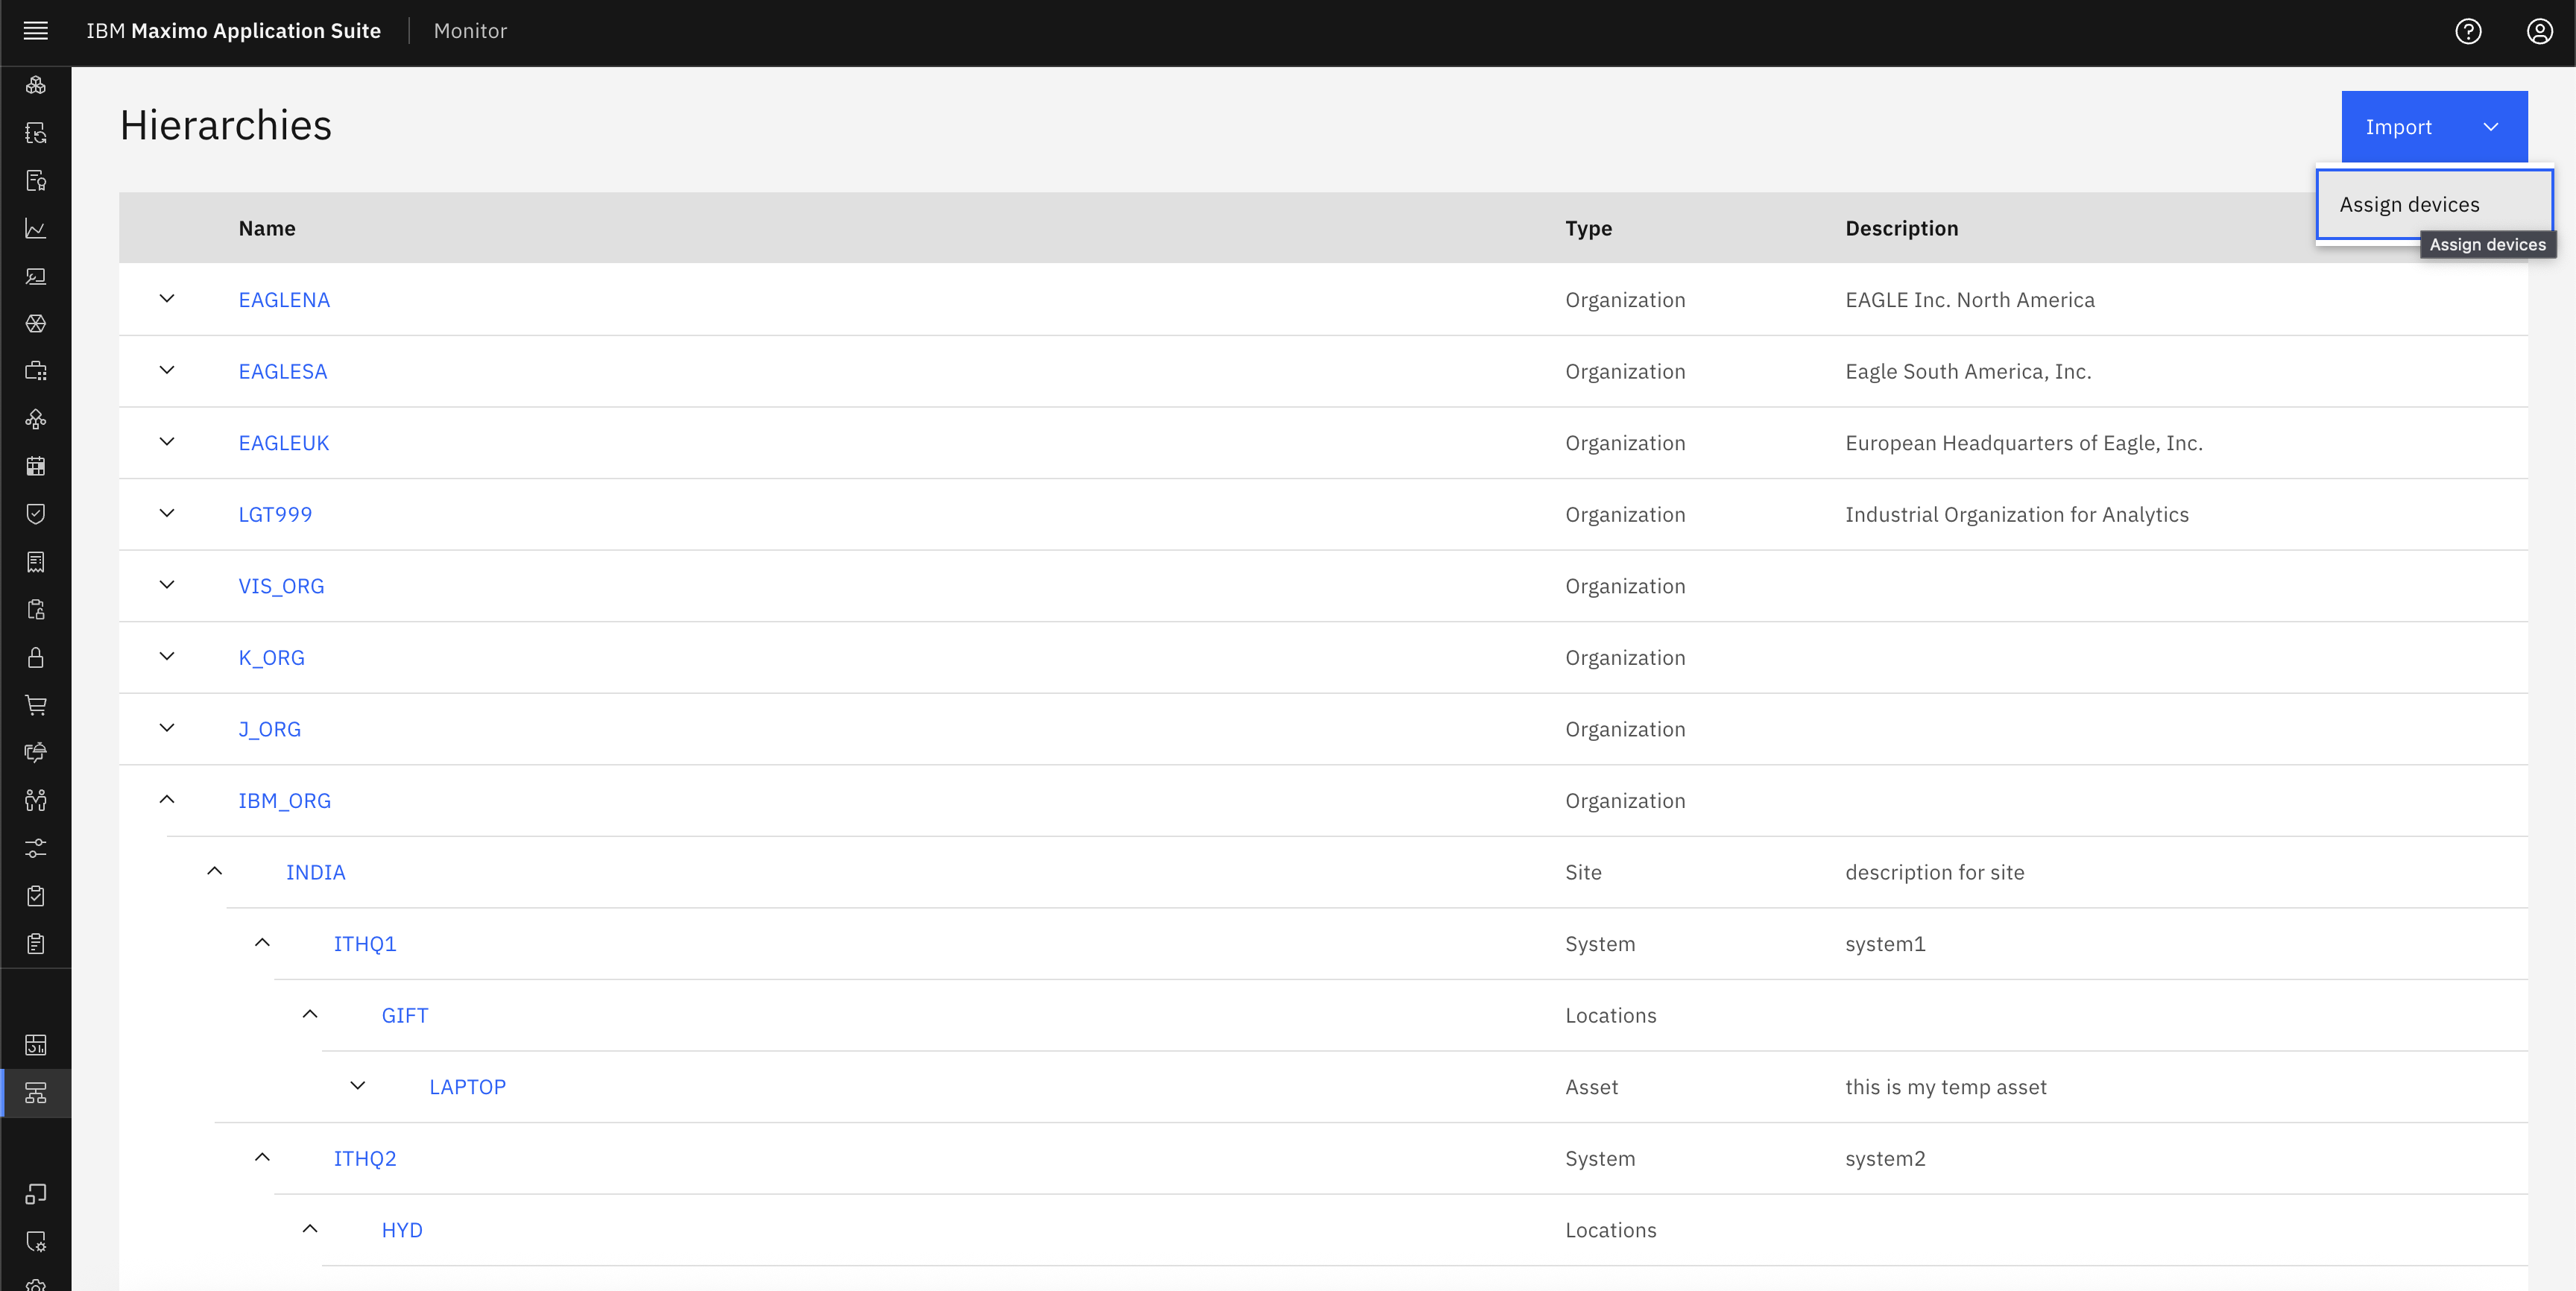 IBM Maximo Application Suite | Monitor
Hierarchies
Import
Assign devices
Assign devices
Name Type Description
EAGLENA Organization EAGLE Inc. North America
EAGLESA Organization Eagle South America, Inc.
EAGLEUK Organization European Headquarters of Eagle, Inc.
LGT999 Organization Industrial Organization for Analytics
VIS_ORG Organization
K_ORG Organization
J_ORG Organization
IBM_ORG Organization
INDIA Site description for site
ITHQ1 System system1
GIFT Locations
LAPTOP Asset this is my temp asset
ITHQ2 System system2
HYD Locations